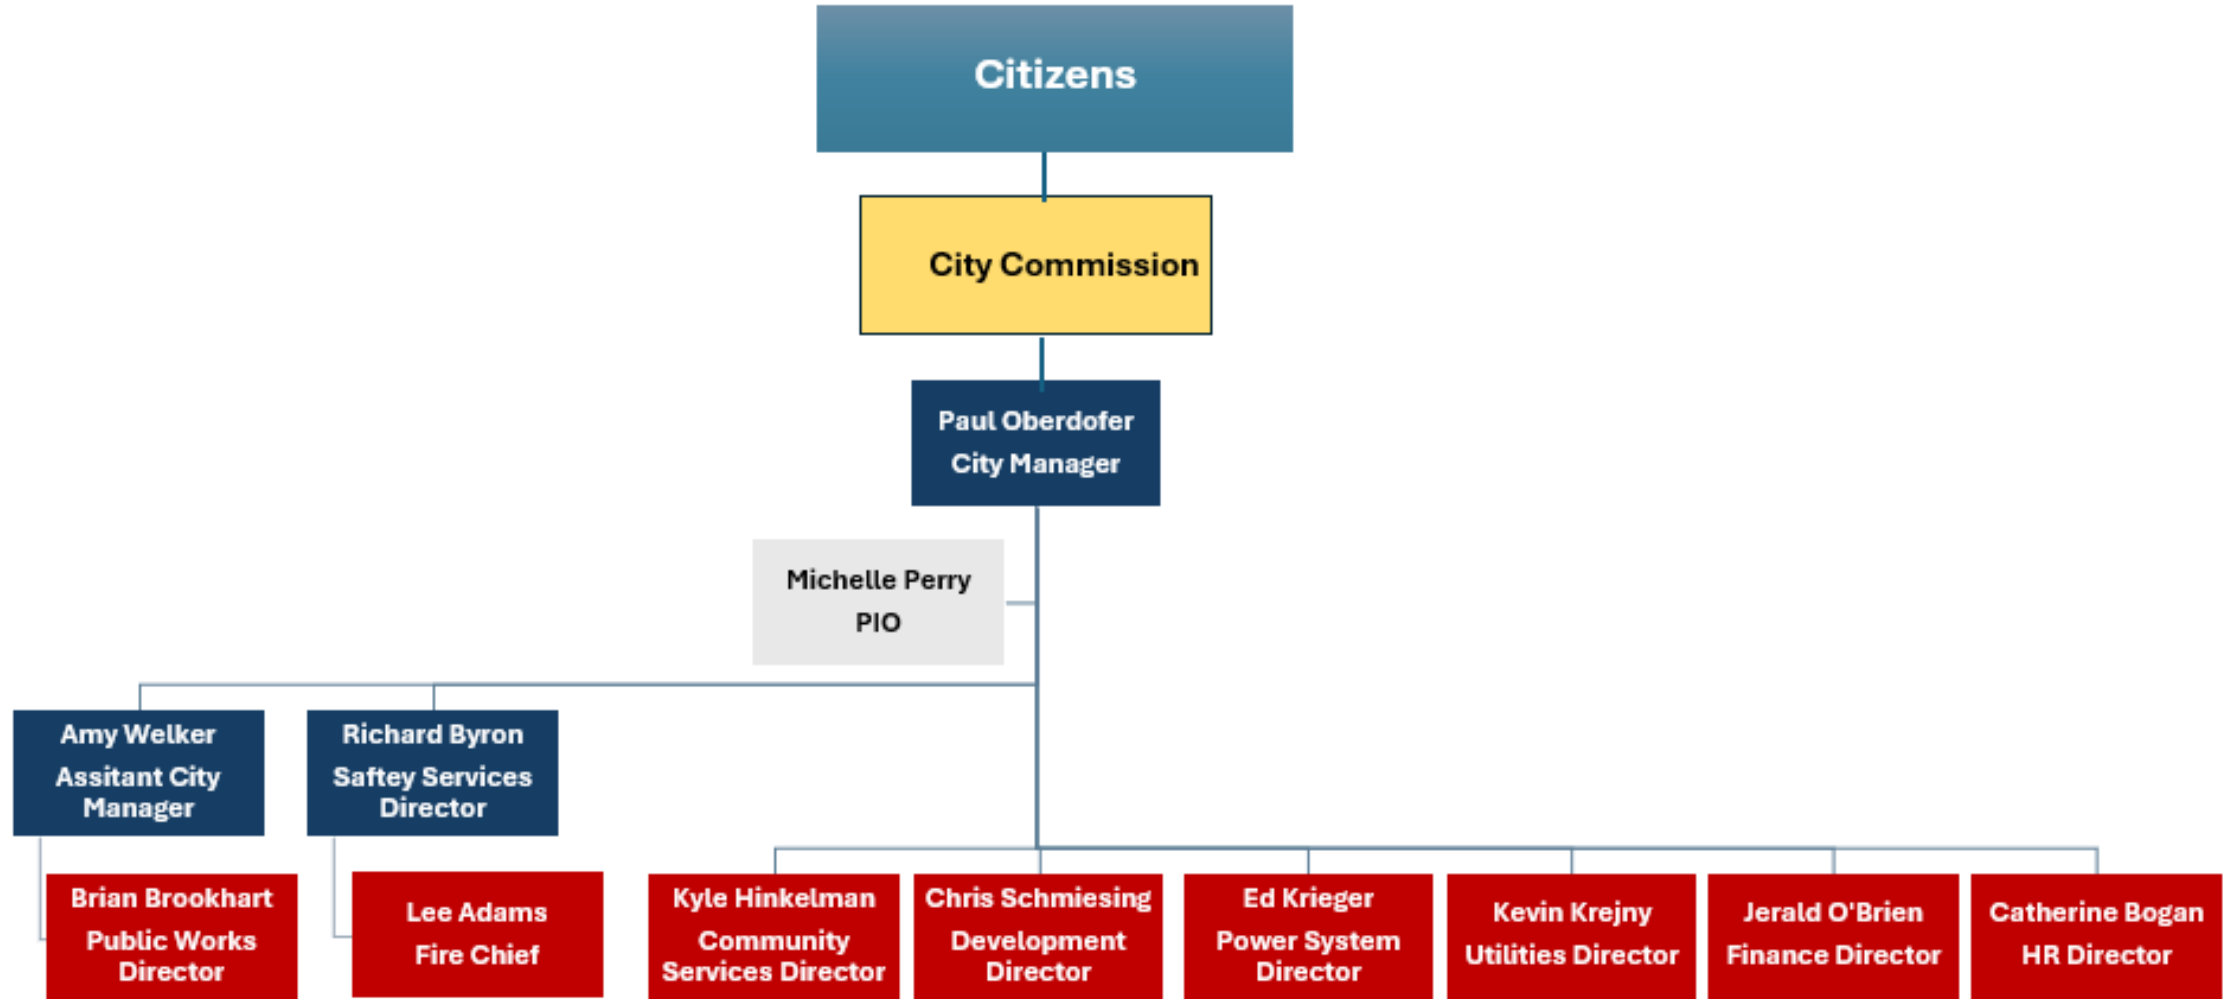 Citizens
City Commission
Paul Oberdofer
City Manager
Michelle Perry
PIO
Amy Welker
Assitant City
Manager
Richard Byron
Saftey Services
Director
Brian Brookhart
Public Works
Director
Lee Adams
Fire Chief
Kyle Hinkelman
Community
Services Director
Chris Schmiesing
Development
Director
Ed Krieger
Power System
Director
Kevin Krejny
Utilities Director
Jerald O'Brien
Finance Director
Catherine Bogan
HR Director